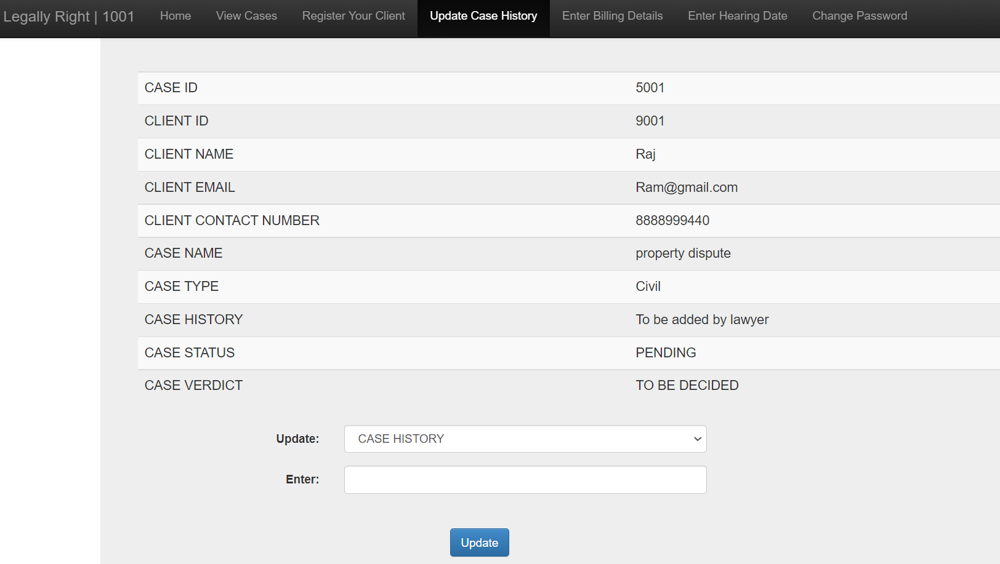 Legally Right | 1001 Home View Cases Register Your Client Update Case History Enter Billing Details Enter Hearing Date Change Password
CASE ID 5001
CLIENT ID 9001
CLIENT NAME Raj
CLIENT EMAIL Ram@gmail.com
CLIENT CONTACT NUMBER 8888999440
CASE NAME property dispute
CASE TYPE Civil
CASE HISTORY To be added by lawyer
CASE STATUS PENDING
CASE VERDICT TO BE DECIDED
Update: CASE HISTORY
Enter:
Update